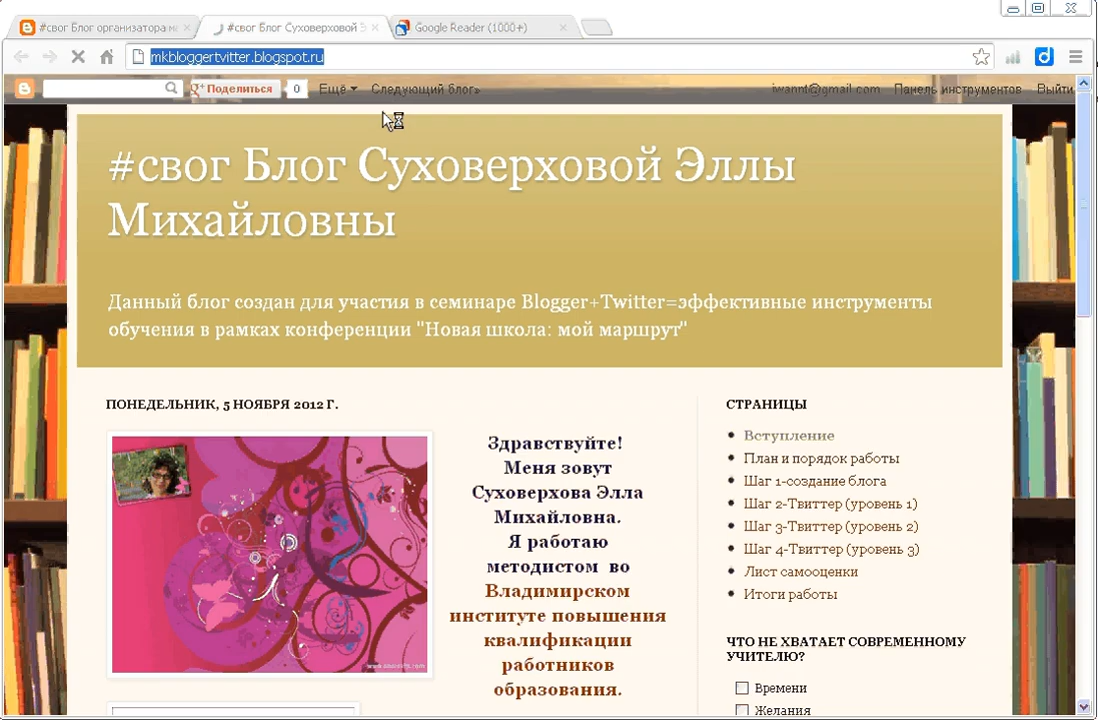 #свог Блог организатора м
#свог Блог Суховерховой Э
Google Reader (1000+)
mkbloggertvitter.blogspot.ru
Поделиться 0 Ещё Следующий блог»
iwannt@gmail.com Панель инструментов Выйти
#свог Блог Суховерховой Эллы
Михайловны
Данный блог создан для участия в семинаре Blogger+Twitter=эффективные инструменты
обучения в рамках конференции "Новая школа: мой маршрут"
ПОНЕДЕЛЬНИК, 5 НОЯБРЯ 2012 Г.
Здравствуйте!
Меня зовут
Суховерхова Элла
Михайловна.
Я работаю
методистом во
Владимирском
институте повышения
квалификации
работников
образования.
СТРАНИЦЫ
Вступление
План и порядок работы
Шаг 1-создание блога
Шаг 2-Твиттер (уровень 1)
Шаг 3-Твиттер (уровень 2)
Шаг 4-Твиттер (уровень 3)
Лист самооценки
Итоги работы
ЧТО НЕ ХВАТАЕТ СОВРЕМЕННОМУ
УЧИТЕЛЮ?
Времени
Желания